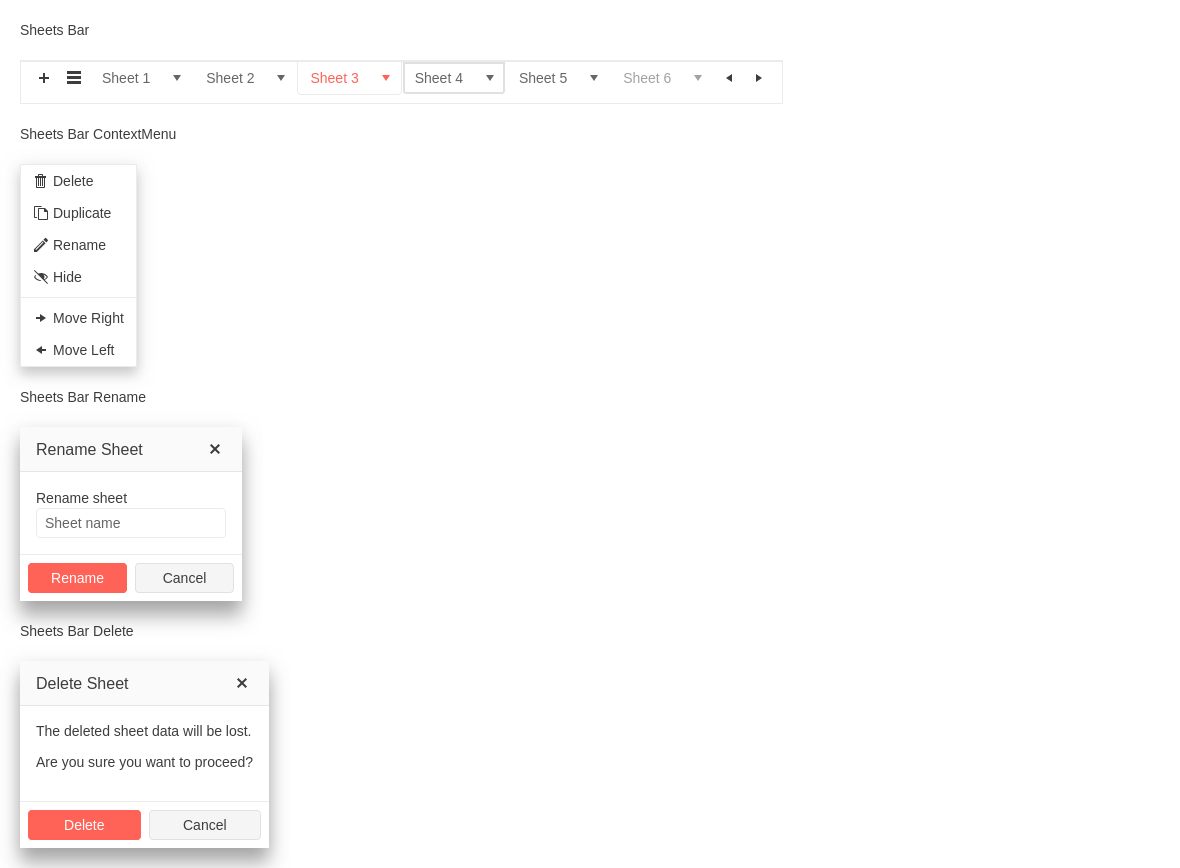 Sheets Bar
Sheet 1 Sheet 2 Sheet 3 Sheet 4 Sheet 5 Sheet 6
Sheets Bar ContextMenu
Delete
Duplicate
Rename
Hide
Move Right
Move Left
Sheets Bar Rename
Rename Sheet
Rename sheet
Sheet name
Rename Cancel
Sheets Bar Delete
Delete Sheet
The deleted sheet data will be lost.
Are you sure you want to proceed?
Delete Cancel